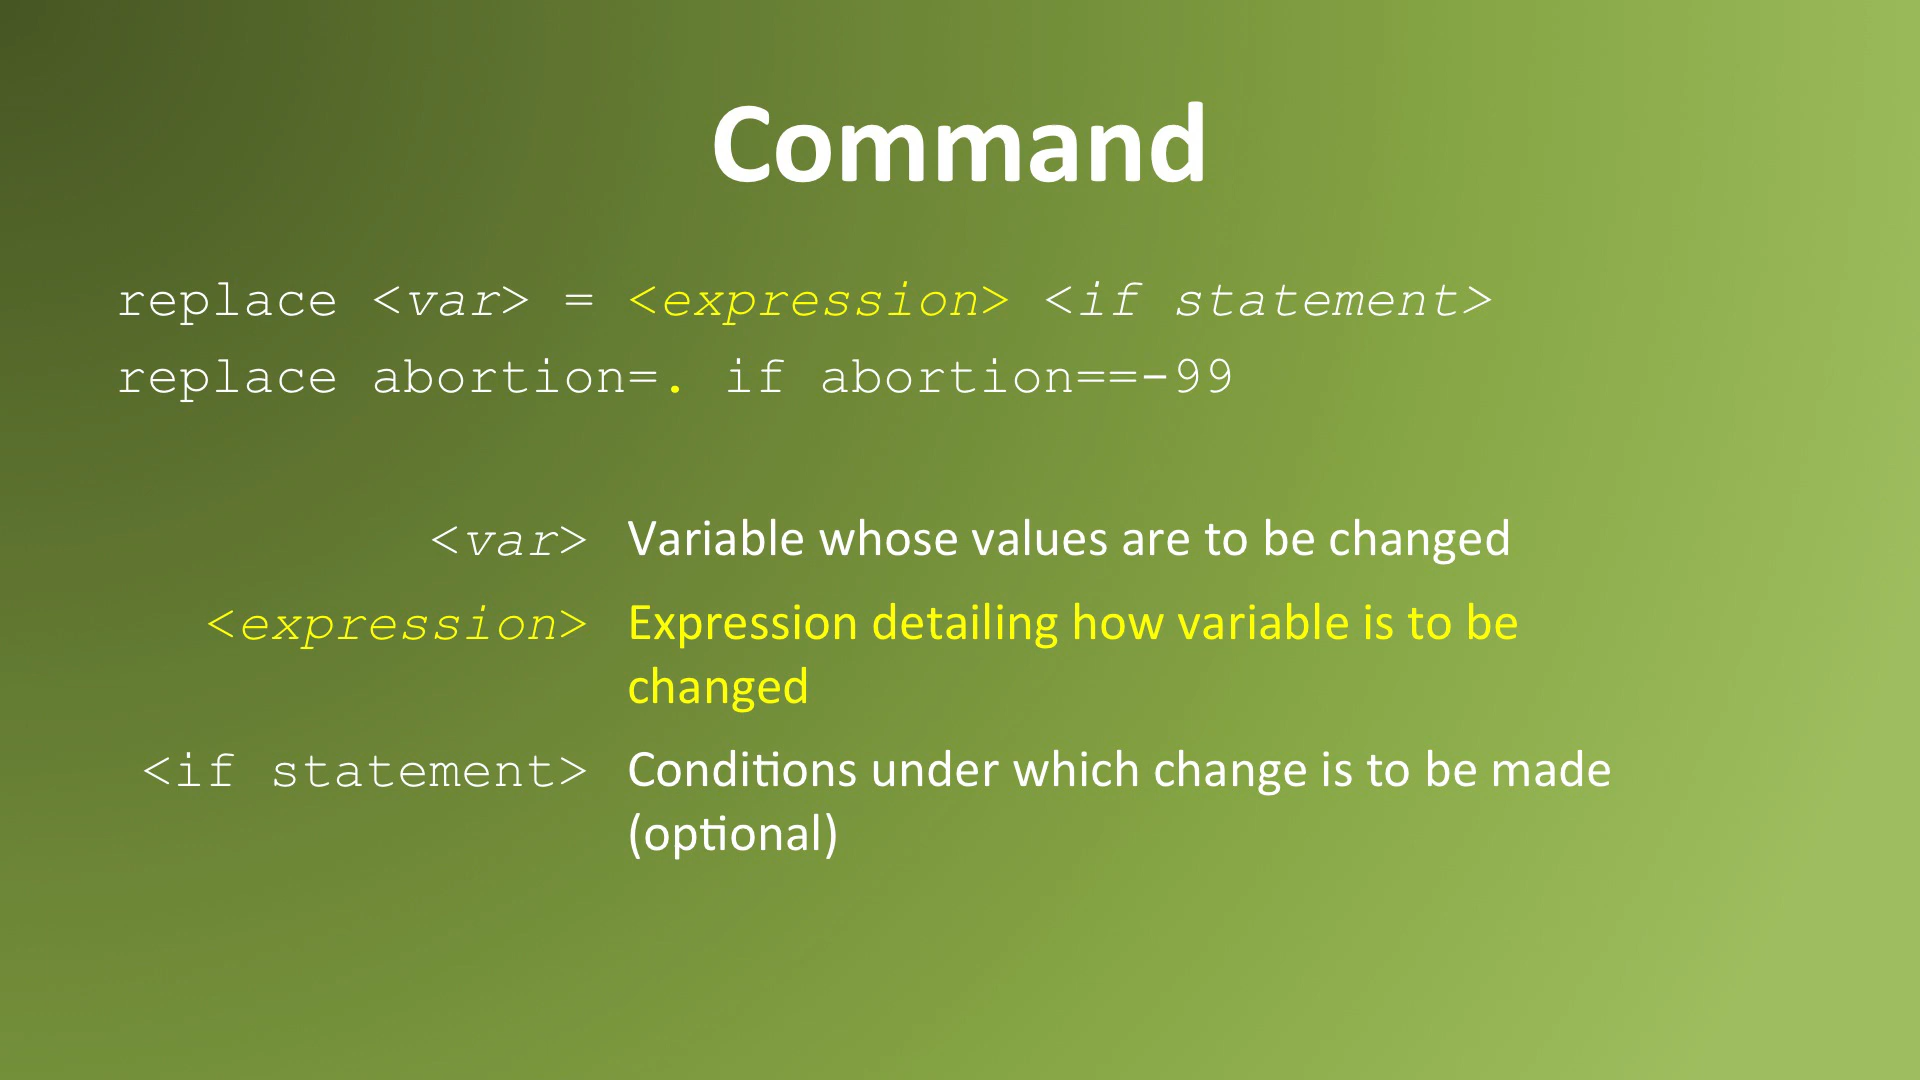 Command
replace <var> = <expression> <if statement>
replace abortion=. if abortion==-99
<var> Variable whose values are to be changed
<expression> Expression detailing how variable is to be
changed
<if statement> Conditions under which change is to be made
(optional)